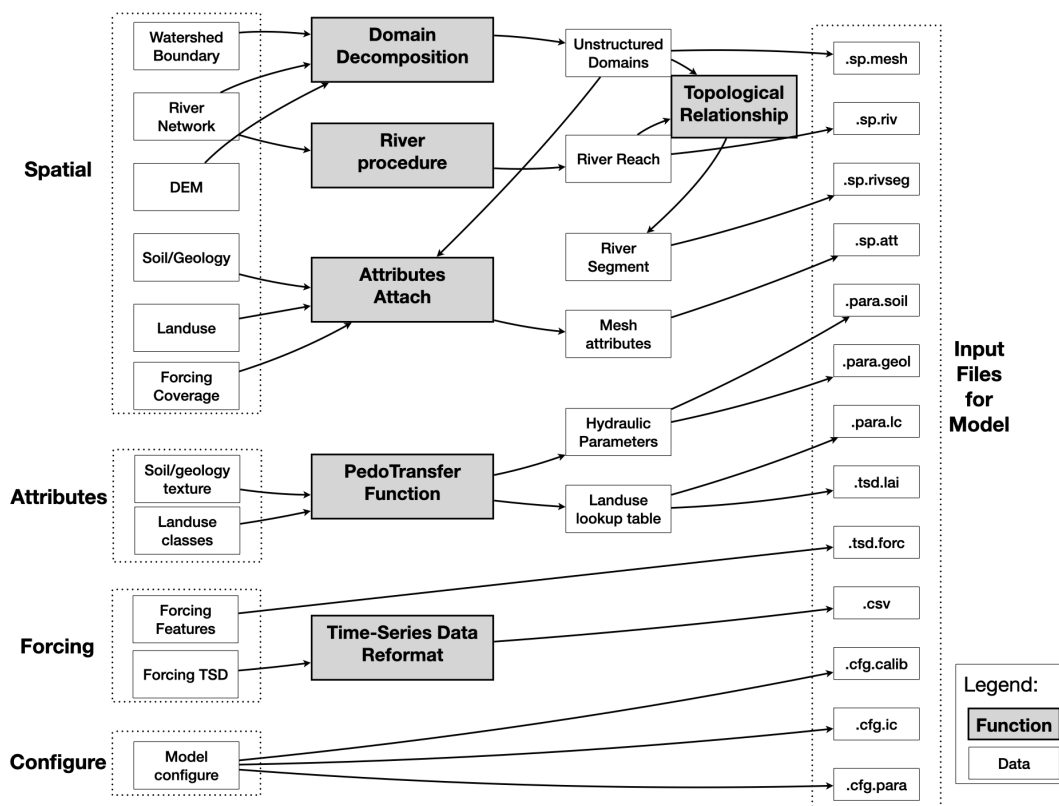 Spatial
Watershed
Boundary
River
Network
DEM
Soil/Geology
Landuse
Forcing
Coverage
Domain
Decomposition
River
procedure
Attributes
Attach
Unstructured
Domains
Topological
Relationship
River Reach
River
Segment
Mesh
attributes
Attributes
Soil/geology
texture
Landuse
classes
PedoTransfer
Function
Hydraulic
Parameters
Landuse
lookup table
Forcing
Forcing
Features
Forcing TSD
Time-Series Data
Reformat
Configure
Model
configure
.sp.mesh
.sp.riv
.sp.rivseg
.sp.att
.para.soil
.para.geol
.para.lc
.tsd.lai
.tsd.forc
.csv
.cfg.calib
.cfg.ic
.cfg.para
Input
Files
for
Model
Legend:
Function
Data